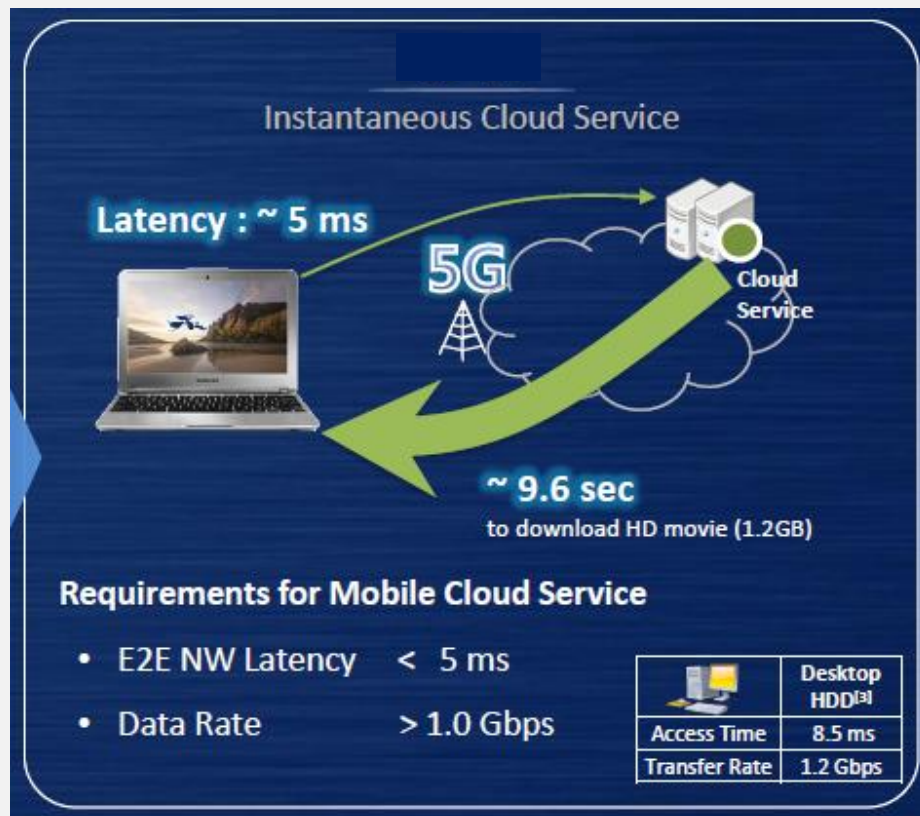 Instantaneous Cloud Service
Latency : ~ 5 ms
5G
Cloud
Service
~ 9.6 sec
to download HD movie (1.2GB)
Requirements for Mobile Cloud Service
• E2E NW Latency < 5 ms
• Data Rate > 1.0 Gbps
Desktop
HDD[3]
Access Time 8.5 ms
Transfer Rate 1.2 Gbps